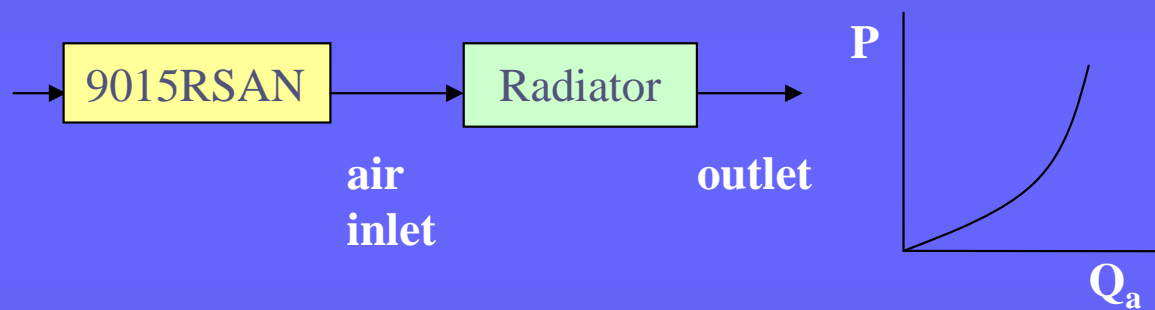 9015RSAN
Radiator
air
inlet
outlet
P
Qa